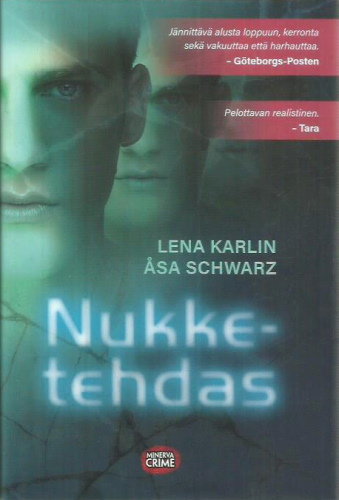 Jännittävä alusta loppuun, kerronta
sekä vakuuttaa että harhauttaa.
– Göteborgs-Posten
Pelottavan realistinen.
– Tara
LENA KARLIN
ÅSA SCHWARZ
Nukke-
tehdas
MINERVA
CRIME